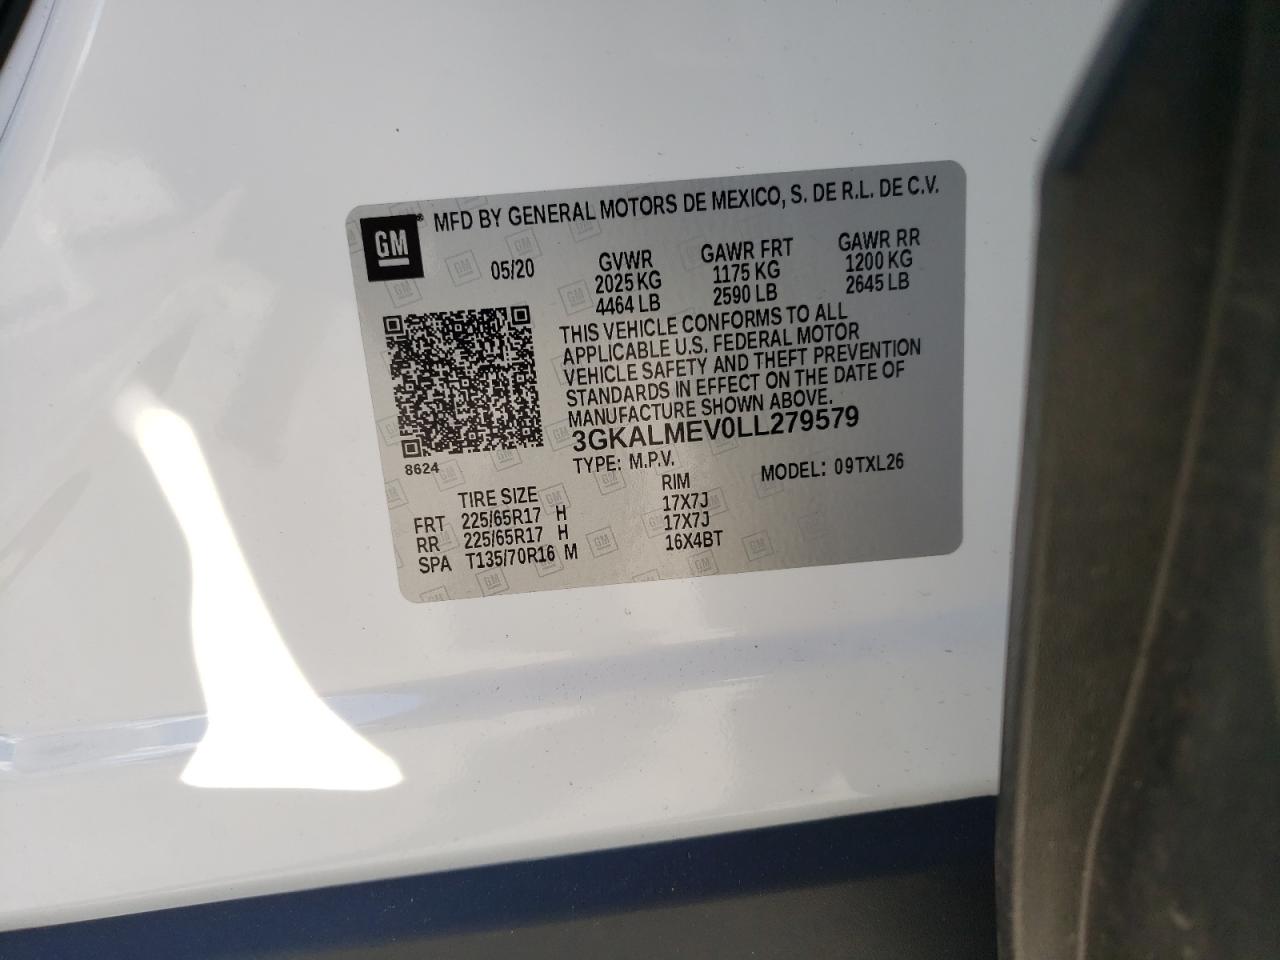 GM
MFD BY GENERAL MOTORS DE MEXICO, S. DE R.L. DE C.V.
05/20
GVWR GAWR FRT GAWR RR
2025 KG 1175 KG 1200 KG
4464 LB 2590 LB 2645 LB
THIS VEHICLE CONFORMS TO ALL
APPLICABLE U.S. FEDERAL MOTOR
VEHICLE SAFETY AND THEFT PREVENTION
STANDARDS IN EFFECT ON THE DATE OF
MANUFACTURE SHOWN ABOVE.
3GKALMEV0LL279579
8624
TYPE: M.P.V. MODEL: 09TXL26
TIRE SIZE RIM
FRT 225/65R17 H 17X7J
RR 225/65R17 H 17X7J
SPA T135/70R16 M 16X4BT